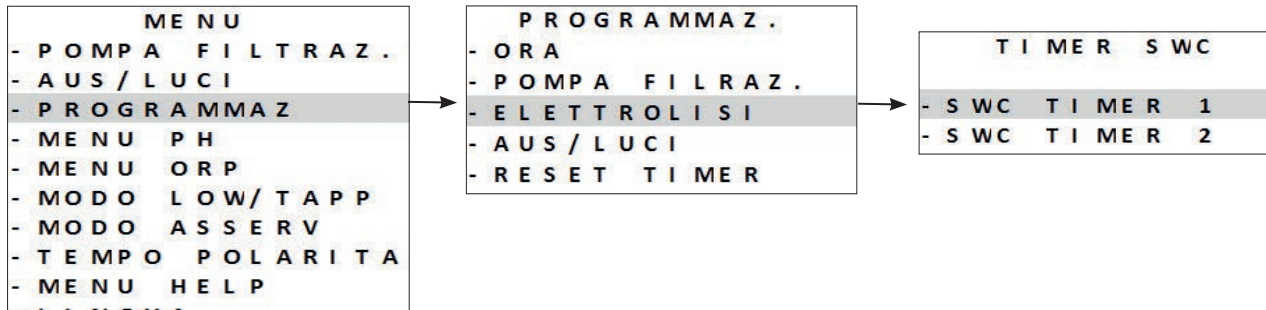 MENU
- POMPA FILTRAZ.
- AUS/LUCI
- PROGRAMMAZ
- MENU PH
- MENU ORP
- MODO LOW/TAPP
- MODO ASSERV
- TEMPO POLARITA
- MENU HELP
PROGRAMMAZ.
- ORA
- POMPA FILRAZ.
- ELETTROLISI
- AUS/LUCI
- RESET TIMER
TIMER SWC
- SWC TIMER 1
- SWC TIMER 2